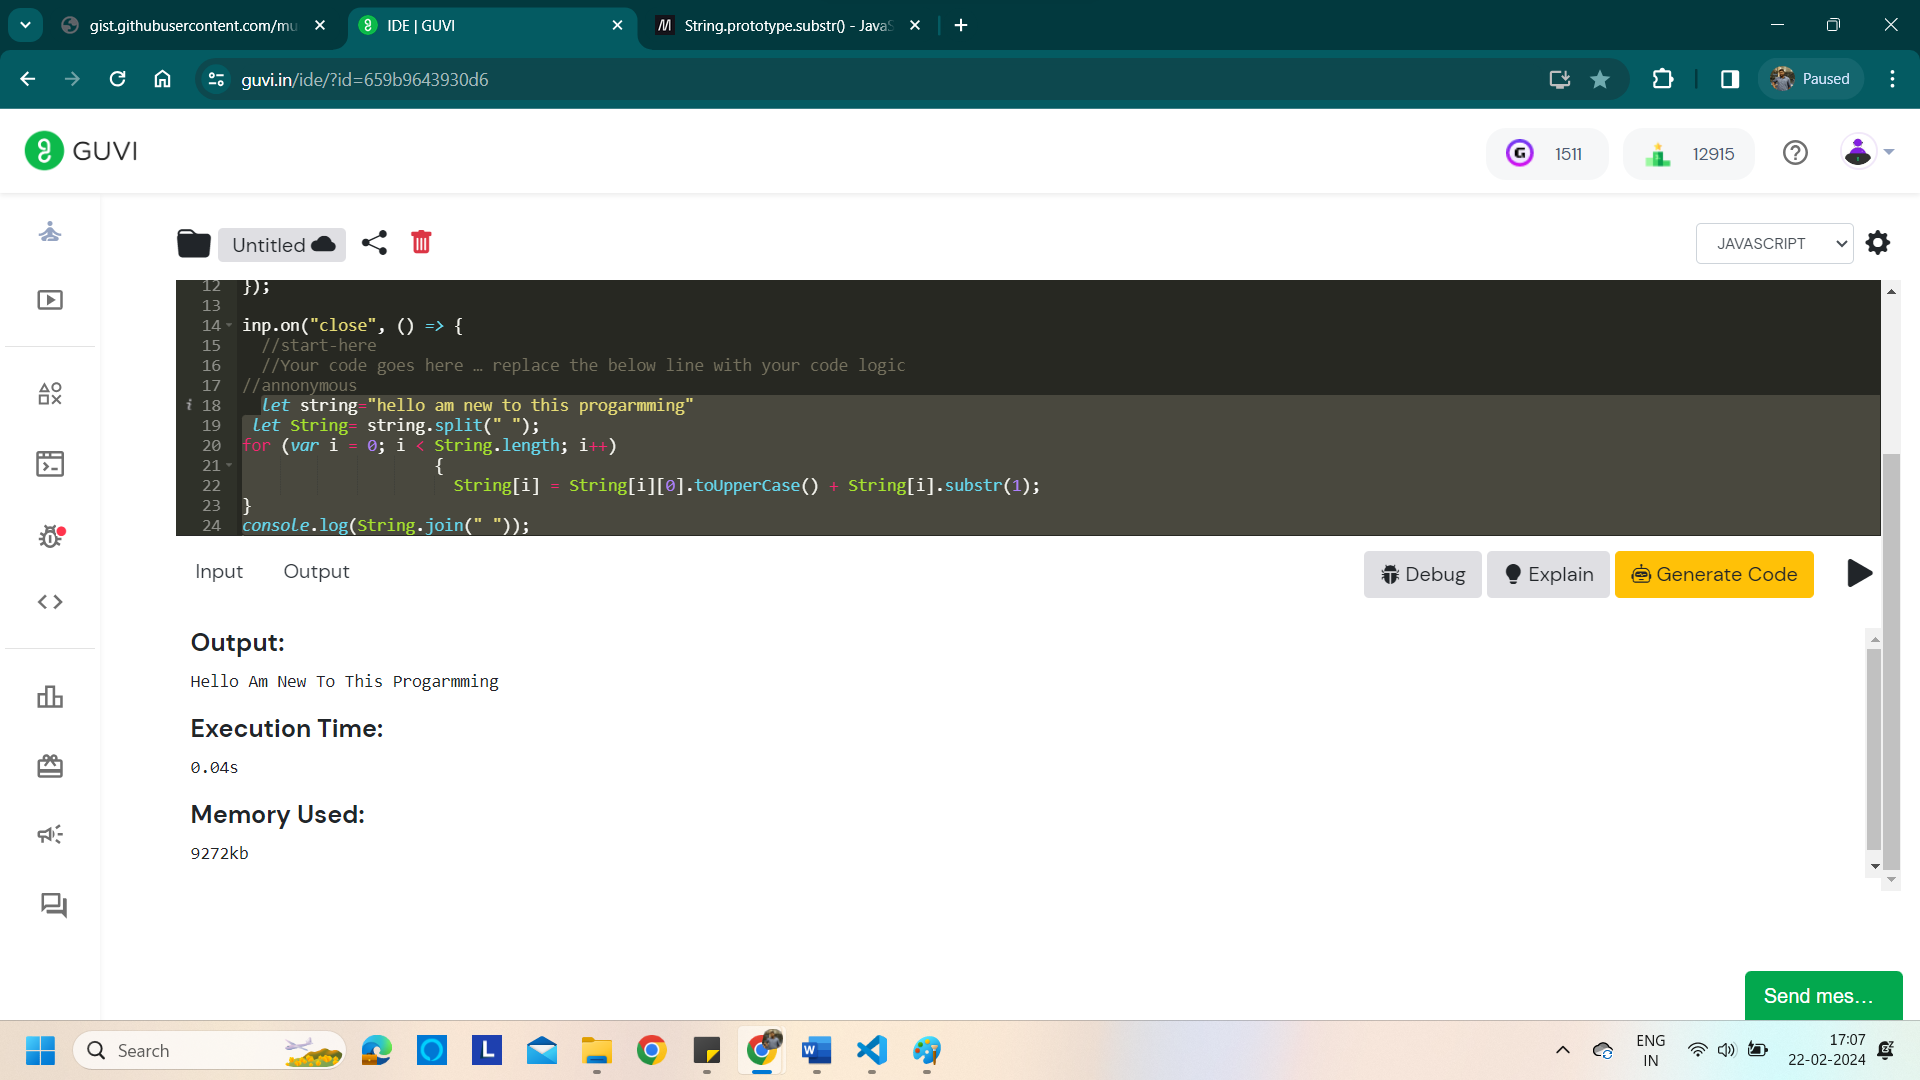 gist.githubusercontent.com/mu
IDE | GUVI
String.prototype.substr() - JavaS
guvi.in/ide/?id=659b9643930d6
Paused
GUVI
1511
12915
Untitled
JAVASCRIPT
12 });
13
14 inp.on("close", () => {
15 //start-here
16 //Your code goes here … replace the below line with your code logic
17 //annonymous
i 18 let string="hello am new to this progarmming"
19 let String= string.split(" ");
20 for (var i = 0; i < String.length; i++)
21 {
22 String[i] = String[i][0].toUpperCase() + String[i].substr(1);
23 }
24 console.log(String.join(" "));
Input
Output
Debug
Explain
Generate Code
Output:
Hello Am New To This Progarmming
Execution Time:
0.04s
Memory Used:
9272kb
Send mes...
Search
ENG
IN
17:07
22-02-2024